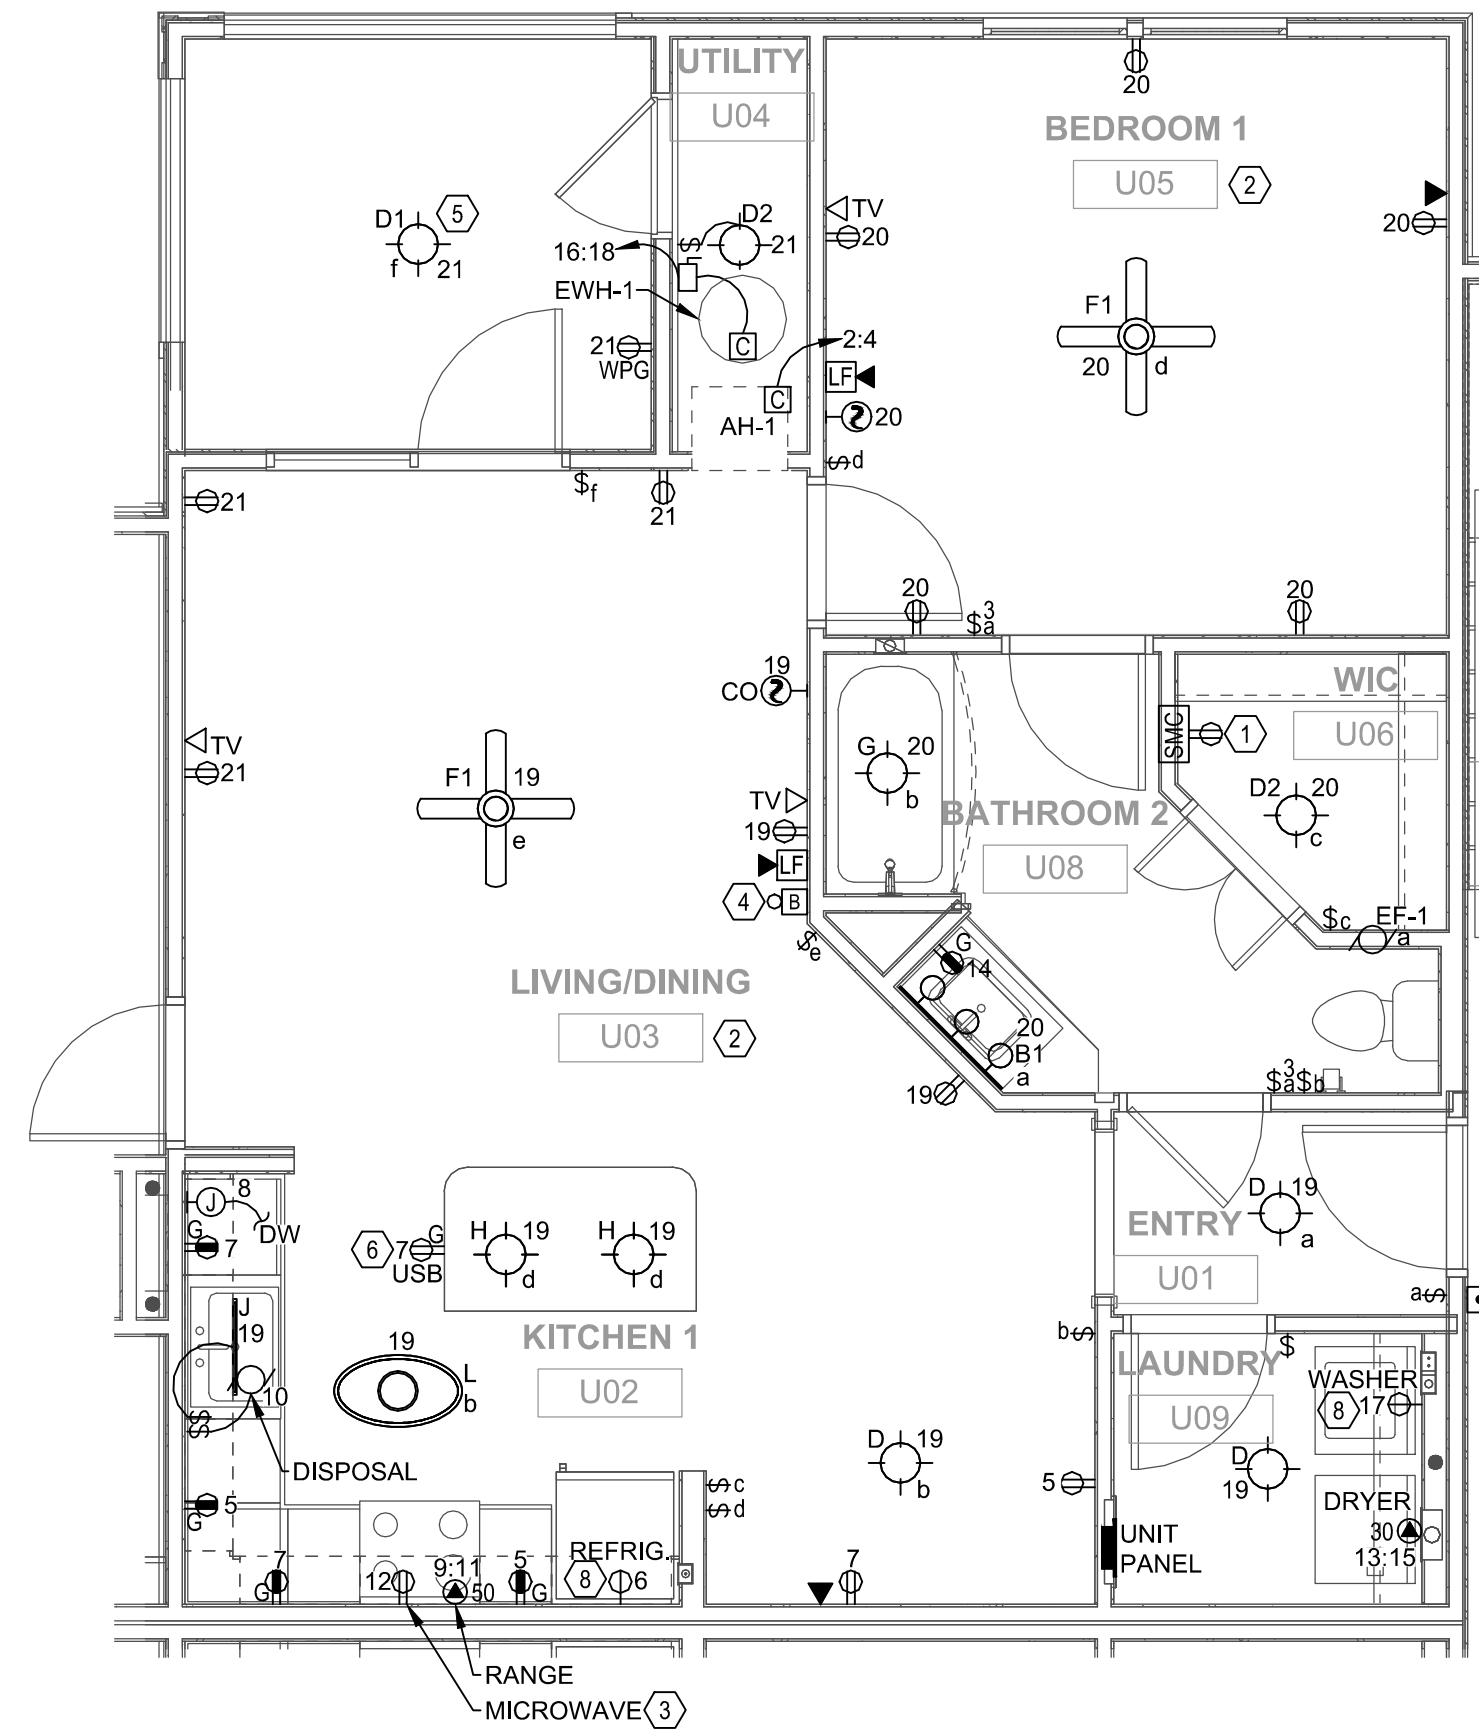 UTILITY
U04
20
BEDROOM 1
U05
2
D1
5
f
21
$
D2
21
16:18
EWH-1
C
TV
20
20
F1
20
d
21
WPG
2:4
LF
C
AH-1
20
$d
21
$f
21
20
$3a
20
19
CO
WIC
U06
SMC
1
TV
21
F1
19
e
G
20
b
D2
20
c
TV
19
BATHROOM 2
U08
LF
4
B
$e
$c
EF-1
a
G
14
LIVING/DINING
U03
2
20
B1
a
19
$3a$b
J
8
DW
G
7
6
7
G
USB
H
19
d
H
19
d
D
19
a
ENTRY
U01
a$
J
19
10
$$
DISPOSAL
KITCHEN 1
U02
19
L
b
b$
$
LAUNDRY
U09
WASHER
8
17
D
19
b
D
19
5
G
$c
$d
5
DRYER
30
13:15
UNIT
PANEL
REFRIG.
8
6
7
G
12
9:11
50
5
G
7
RANGE
MICROWAVE
3